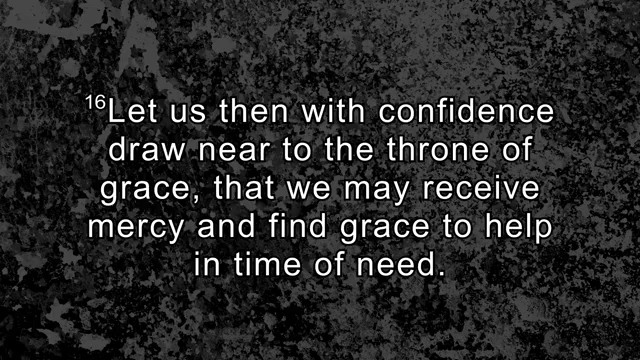 16Let us then with confidence
draw near to the throne of
grace, that we may receive
mercy and find grace to help
in time of need.